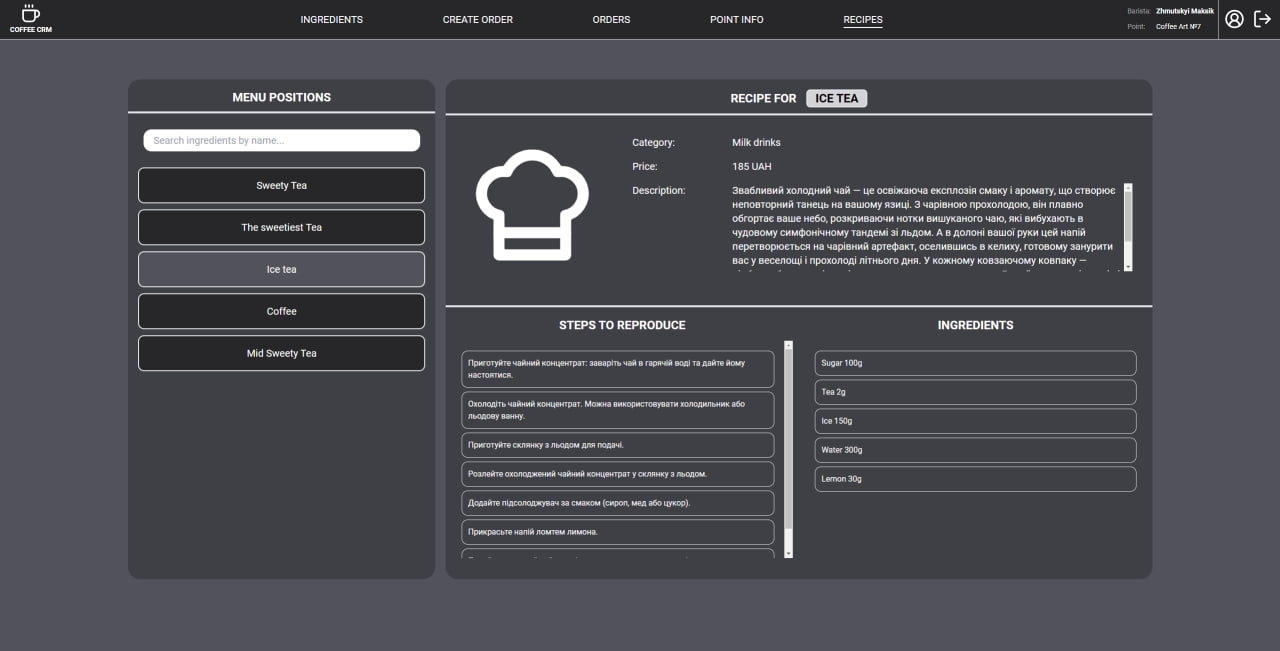 COFFEE CRM
INGREDIENTS
CREATE ORDER
ORDERS
POINT INFO
RECIPES
Barista: Zhmutskyi Maksik
Point: Coffee Art №7
MENU POSITIONS
Search ingredients by name...
Sweety Tea
The sweetiest Tea
Ice tea
Coffee
Mid Sweety Tea
RECIPE FOR ICE TEA
Category: Milk drinks
Price: 185 UAH
Description: Звабливий холодний чай — це освіжаюча експлозія смаку і аромату, що створює
неповторний танець на вашому язиці. З чарівною прохолодою, він плавно
обгортає ваше небо, розкриваючи нотки вишуканого чаю, які вибухають в
чудовому симфонічному тандемі зі льдом. А в долоні вашої руки цей напій
перетворюється на чарівний артефакт, оселившись в келиху, готовому занурити
вас у веселощі і прохолоді літнього дня. У кожному ковзаючому ковпаку —
STEPS TO REPRODUCE
Приготуйте чайний концентрат: заваріть чай в гарячій воді та дайте йому
настоятися.
Охолодіть чайний концентрат. Можна використовувати холодильник або
льодову ванну.
Приготуйте склянку з льодом для подачі.
Розлейте охолоджений чайний концентрат у склянку з льодом.
Додайте підсолоджувач за смаком (сироп, мед або цукор).
Прикрасьте напій ломтем лимона.
INGREDIENTS
Sugar 100g
Tea 2g
Ice 150g
Water 300g
Lemon 30g